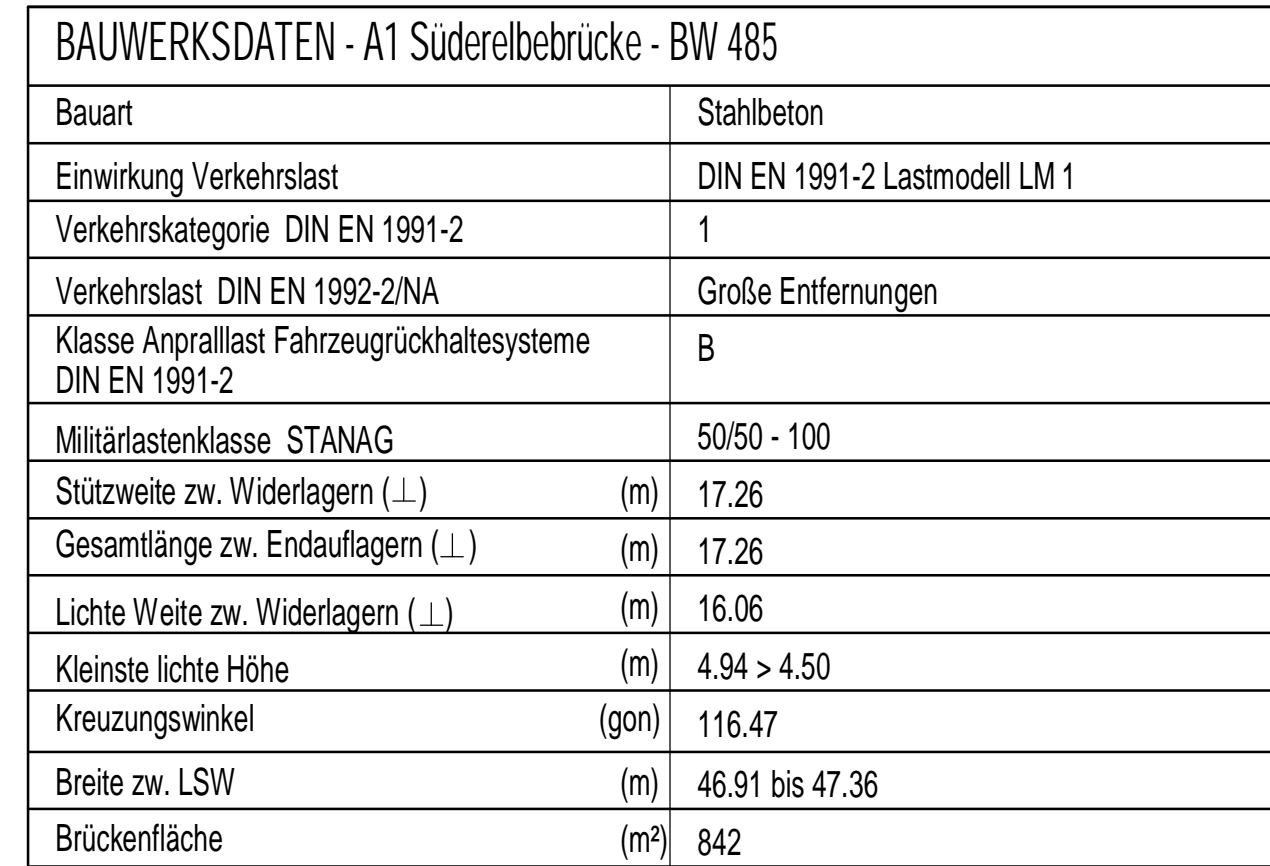 BAUWERKSDATEN - A1 Süderelbebrücke - BW 485
Bauart Stahlbeton
Einwirkung Verkehrslast DIN EN 1991-2 Lastmodell LM 1
Verkehrskategorie DIN EN 1991-2 1
Verkehrslast DIN EN 1992-2/NA Große Entfernungen
Klasse Anpralllast Fahrzeugrückhaltesysteme B
DIN EN 1991-2
Militärlastenklasse STANAG 50/50 - 100
Stützweite zw. Widerlagern (⊥) (m) 17.26
Gesamtlänge zw. Endauflagern (⊥) (m) 17.26
Lichte Weite zw. Widerlagern (⊥) (m) 16.06
Kleinste lichte Höhe (m) 4.94 > 4.50
Kreuzungswinkel (gon) 116.47
Breite zw. LSW (m) 46.91 bis 47.36
Brückenfläche (m²) 842